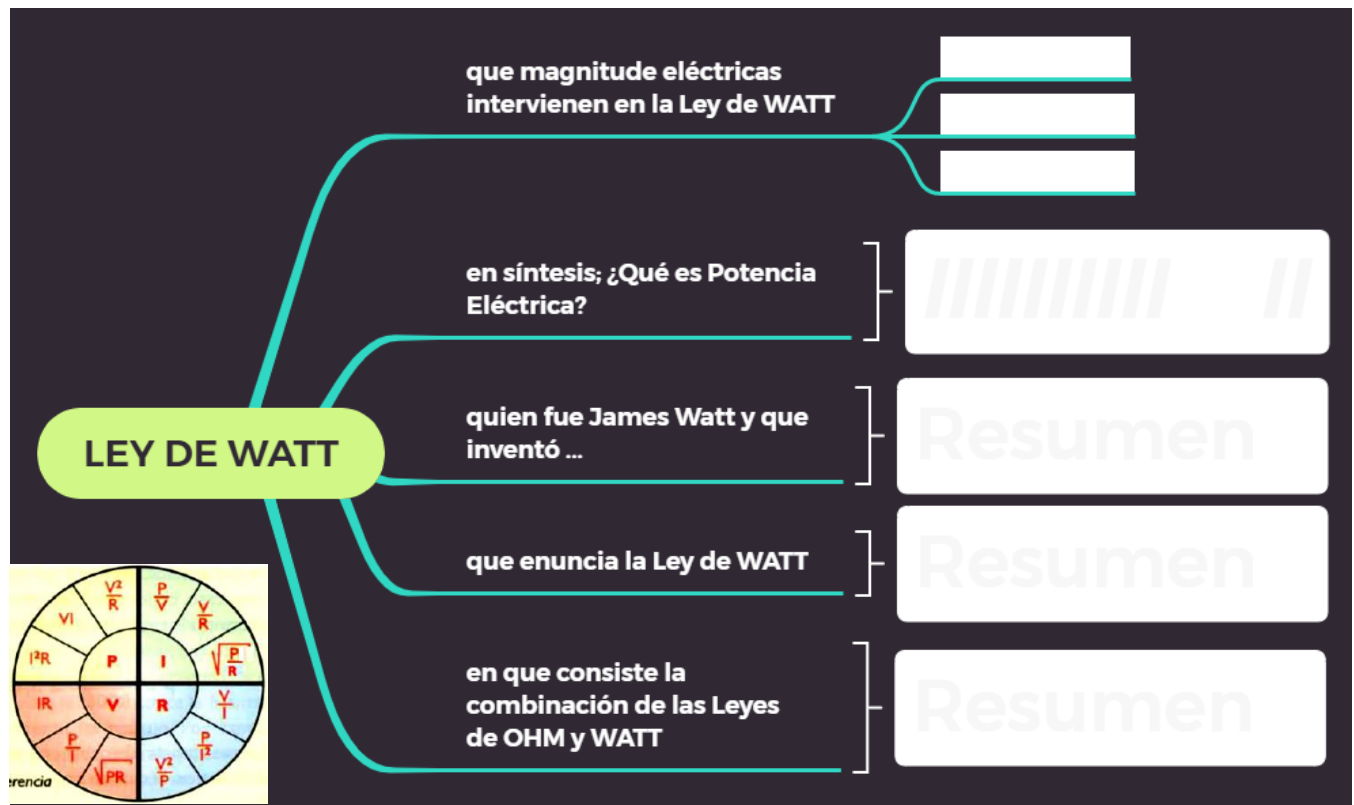 que magnitude eléctricas
intervienen en la Ley de WATT
en síntesis; ¿Qué es Potencia
Eléctrica?
//////////   //
LEY DE WATT
quien fue James Watt y que
inventó ...
Resumen
que enuncia la Ley de WATT
Resumen
en que consiste la
combinación de las Leyes
de OHM y WATT
Resumen
V²/R
P/V
VI
V/R
I²R
√P/R
P
I
V
R
IR
V/I
P/I
P/I²
√PR
V²/P
erencia